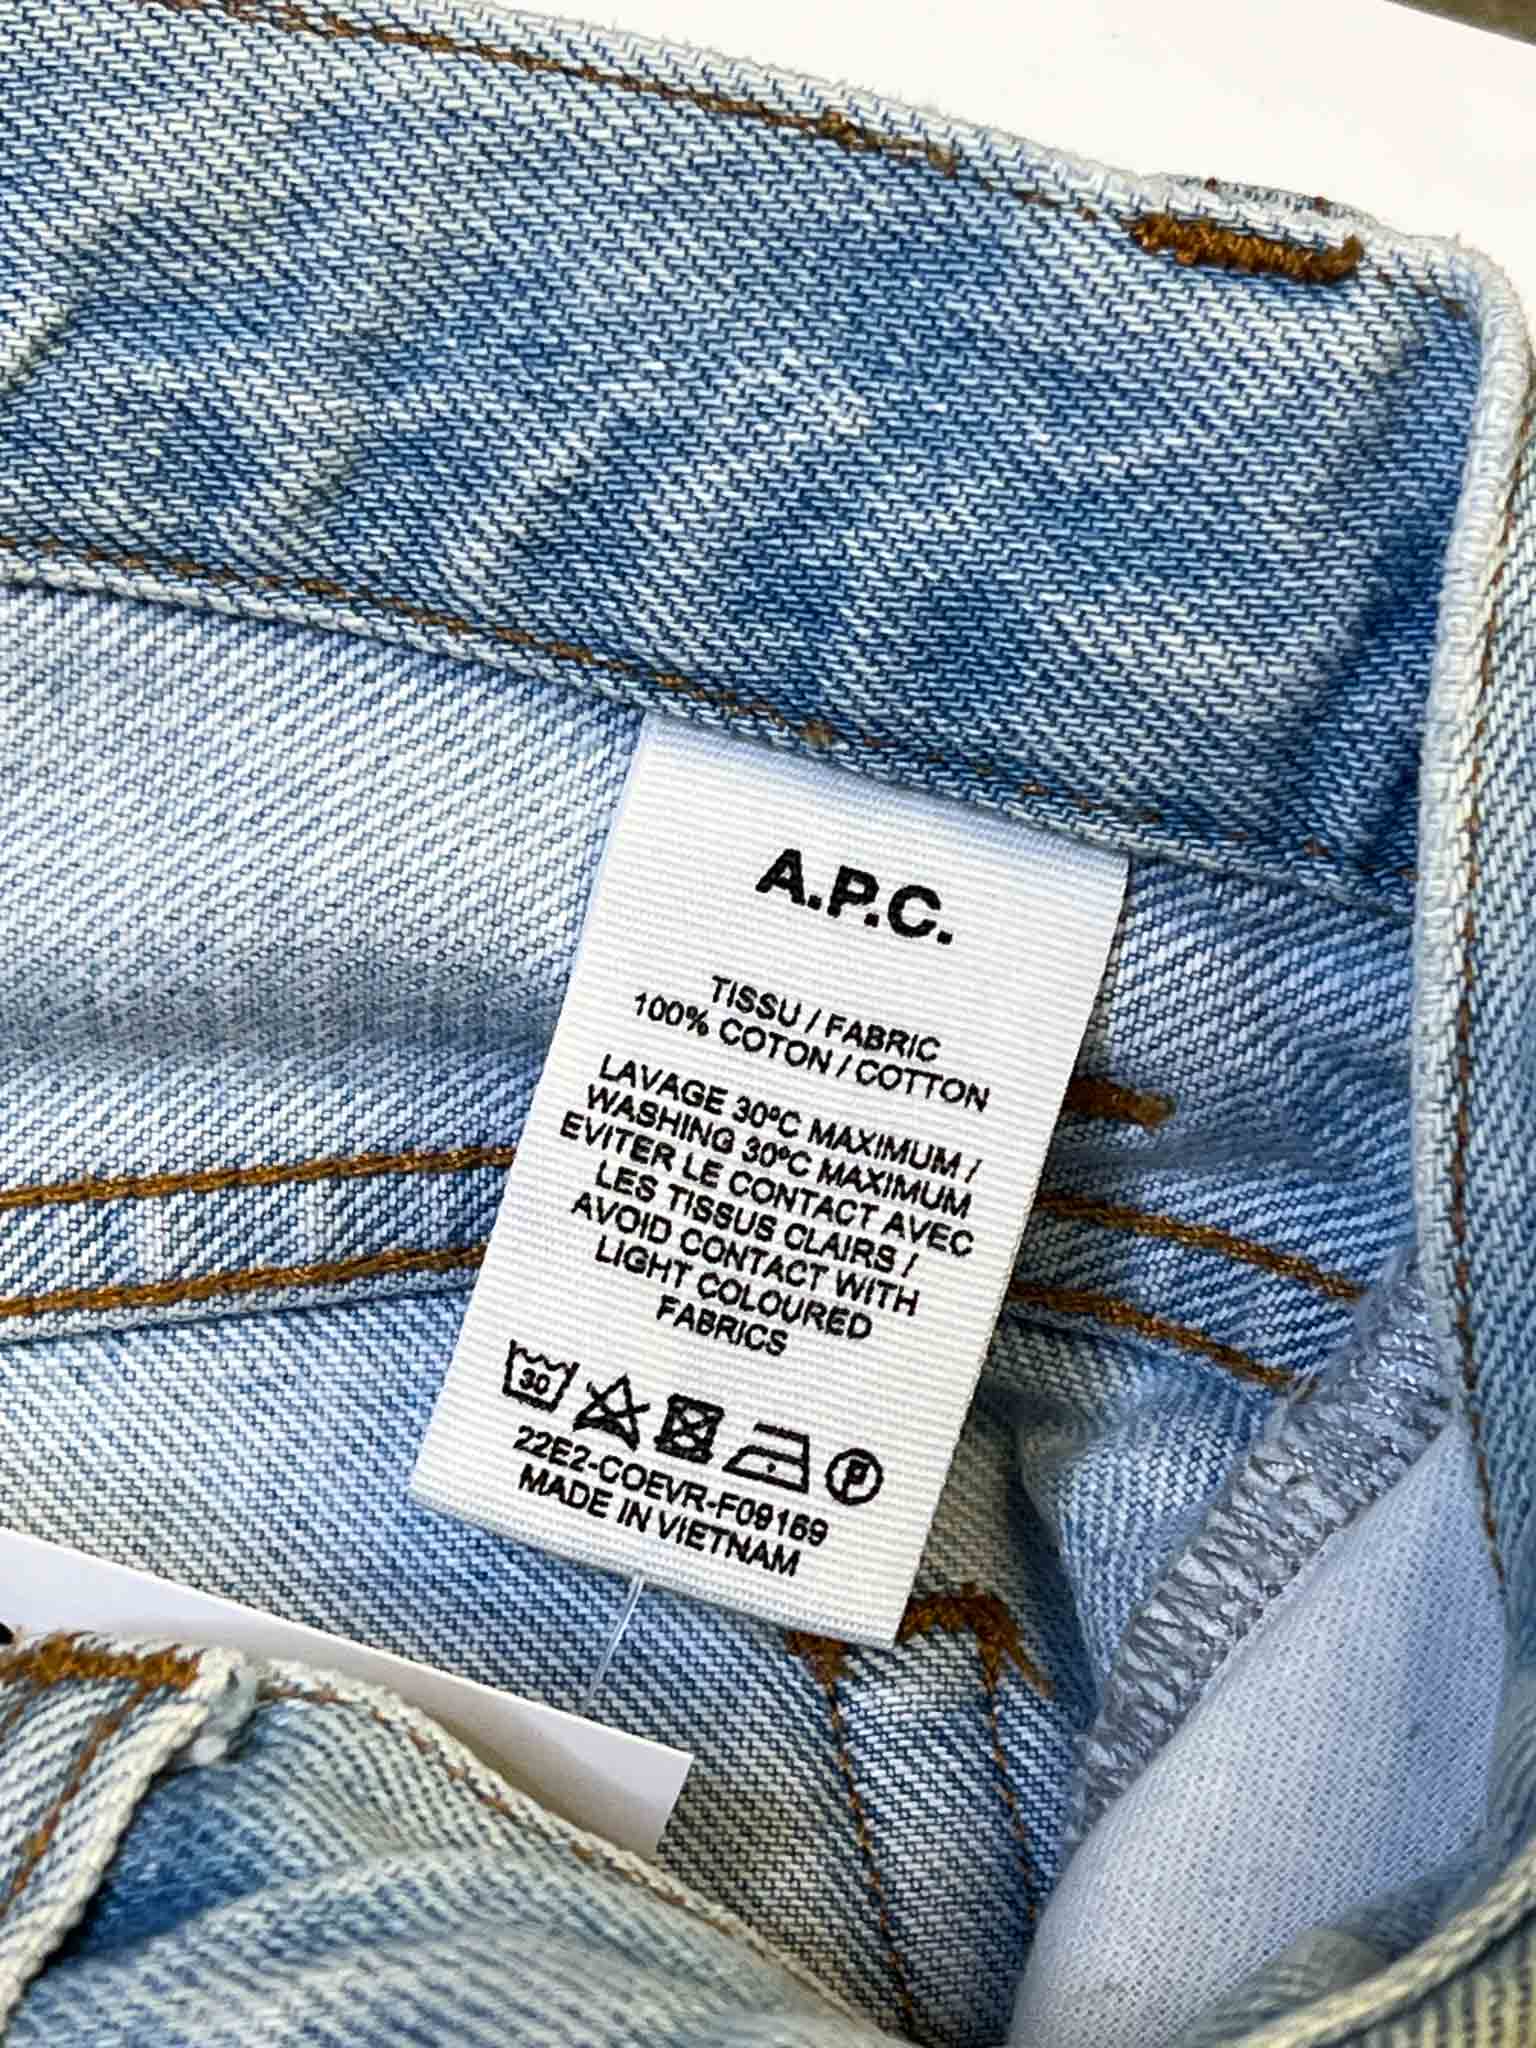 A.P.C.
TISSU / FABRIC
100% COTON / COTTON
LAVAGE 30°C MAXIMUM /
WASHING 30°C MAXIMUM
EVITER LE CONTACT AVEC
LES TISSUS CLAIRS /
AVOID CONTACT WITH
LIGHT COLOURED
FABRICS
30 P
22E2-COEVR-F09169
MADE IN VIETNAM